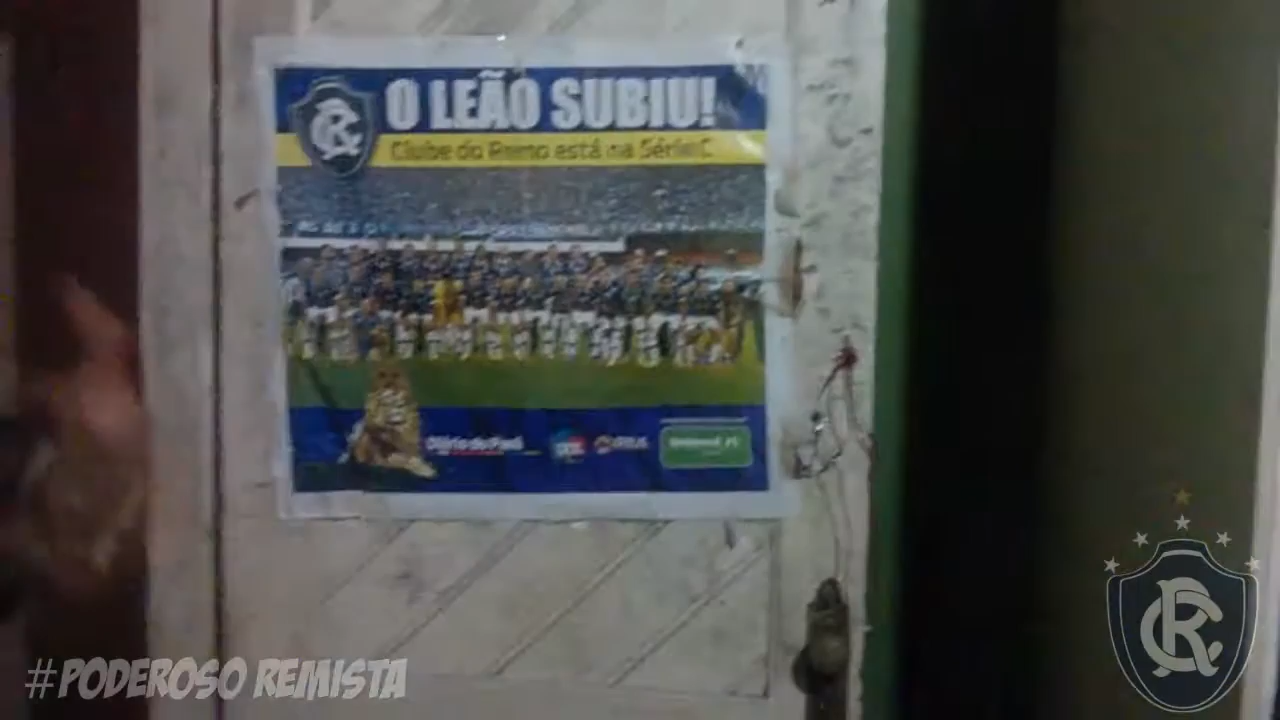 O LEÃO SUBIU!
Clube do Remo está na Série C
Diário do Pará
#PODEROSO REMISTA